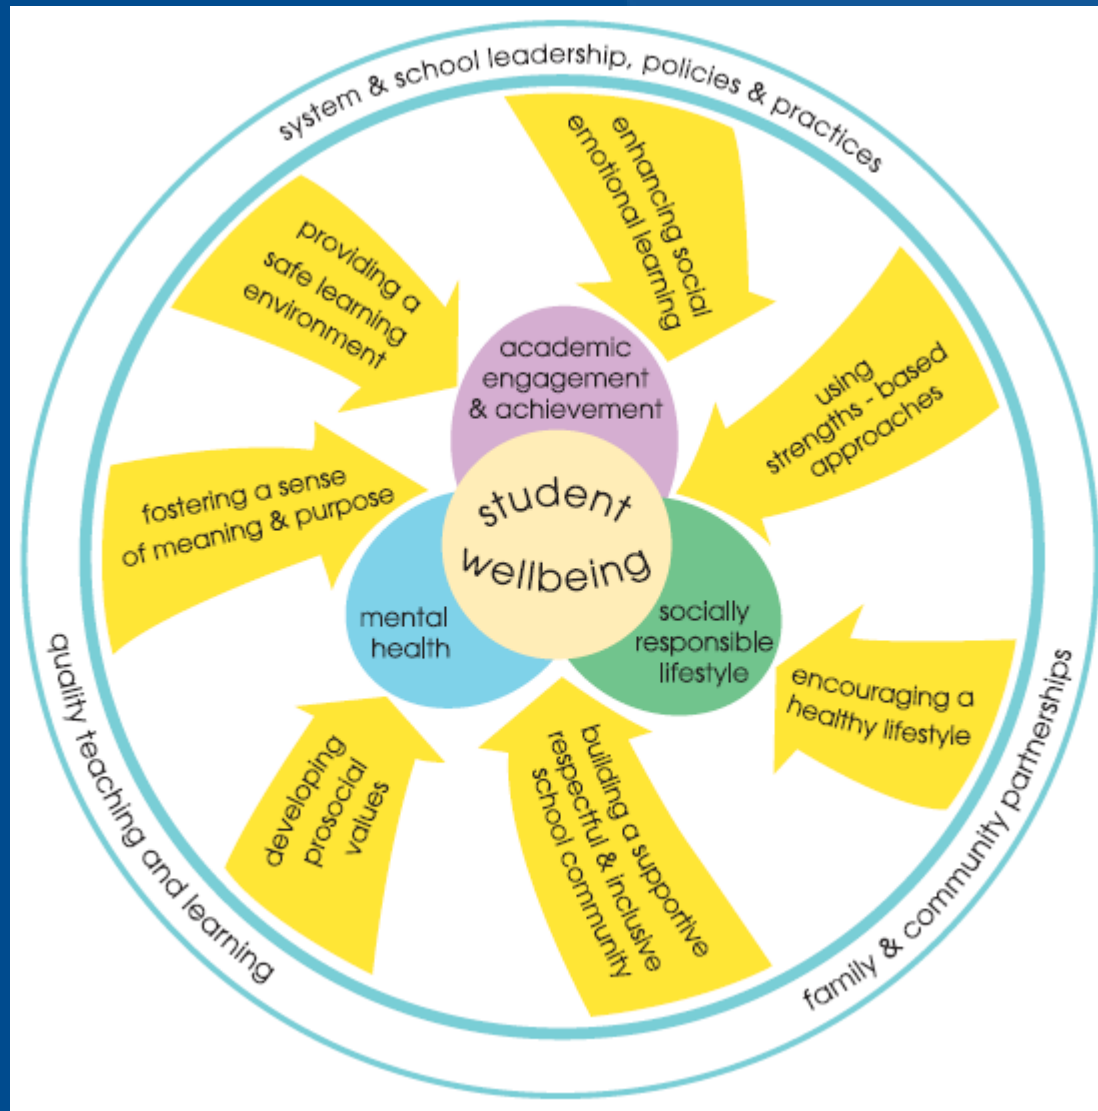 system & school leadership, policies & practices
enhancing social
emotional learning
providing a
safe learning
environment
using
strengths - based
approaches
academic
engagement
& achievement
fostering a sense
of meaning & purpose
student
wellbeing
mental
health
socially
responsible
lifestyle
encouraging a
healthy lifestyle
developing
prosocial
values
building a supportive
respectful & inclusive
school community
quality teaching and learning
family & community partnerships